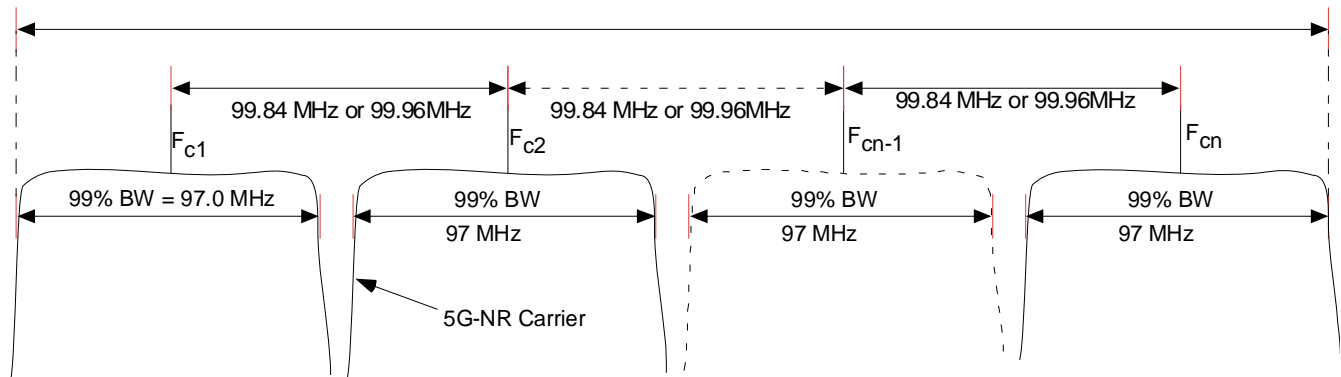 99.84 MHz or 99.96MHz
99.84 MHz or 99.96MHz
99.84 MHz or 99.96MHz
Fc1
Fc2
Fcn-1
Fcn
99% BW = 97.0 MHz
99% BW
97 MHz
99% BW
97 MHz
99% BW
97 MHz
5G-NR Carrier